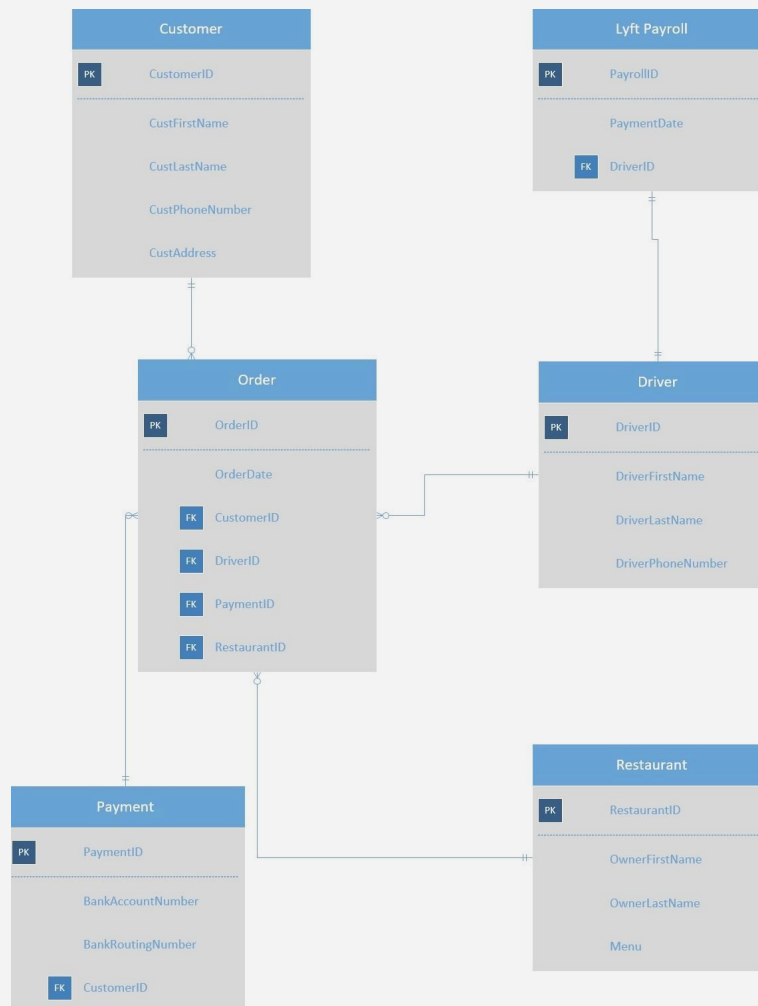 Customer
PK CustomerID
CustFirstName
CustLastName
CustPhoneNumber
CustAddress
Lyft Payroll
PK PayrollID
PaymentDate
FK DriverID
Order
PK OrderID
OrderDate
FK CustomerID
FK DriverID
FK PaymentID
FK RestaurantID
Driver
PK DriverID
DriverFirstName
DriverLastName
DriverPhoneNumber
Payment
PK PaymentID
BankAccountNumber
BankRoutingNumber
FK CustomerID
Restaurant
PK RestaurantID
OwnerFirstName
OwnerLastName
Menu